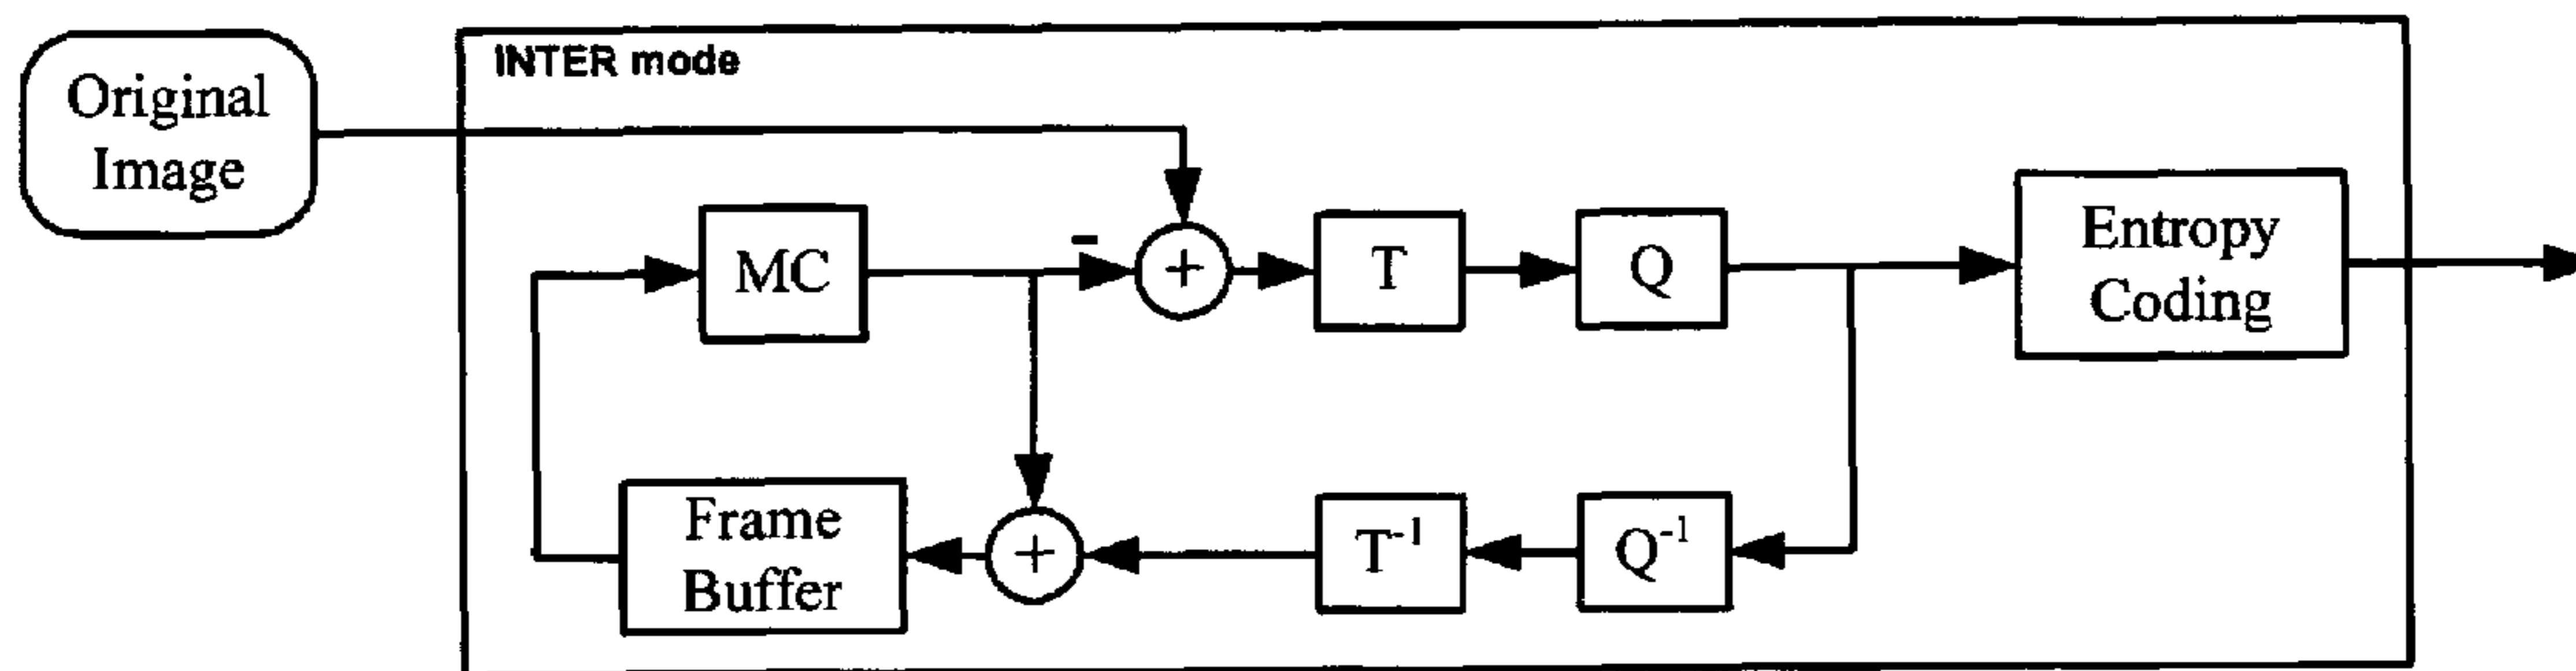 Original
Image
INTER mode
MC
-
+
T
Q
Entropy
Coding
Frame
Buffer
+
T⁻¹
Q⁻¹